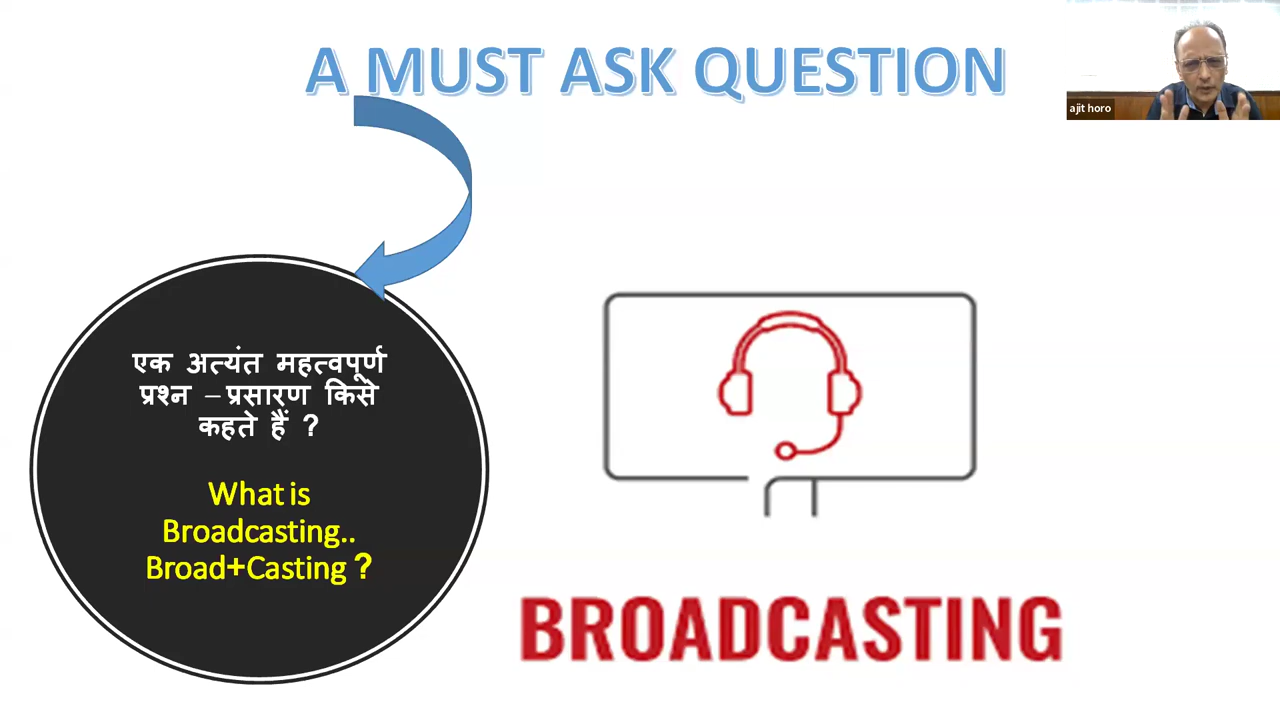 A MUST ASK QUESTION
ajit horo
एक अत्यंत महत्वपूर्ण
प्रश्न – प्रसारण किसे
कहते हैं ?
What is
Broadcasting..
Broad+Casting ?
BROADCASTING